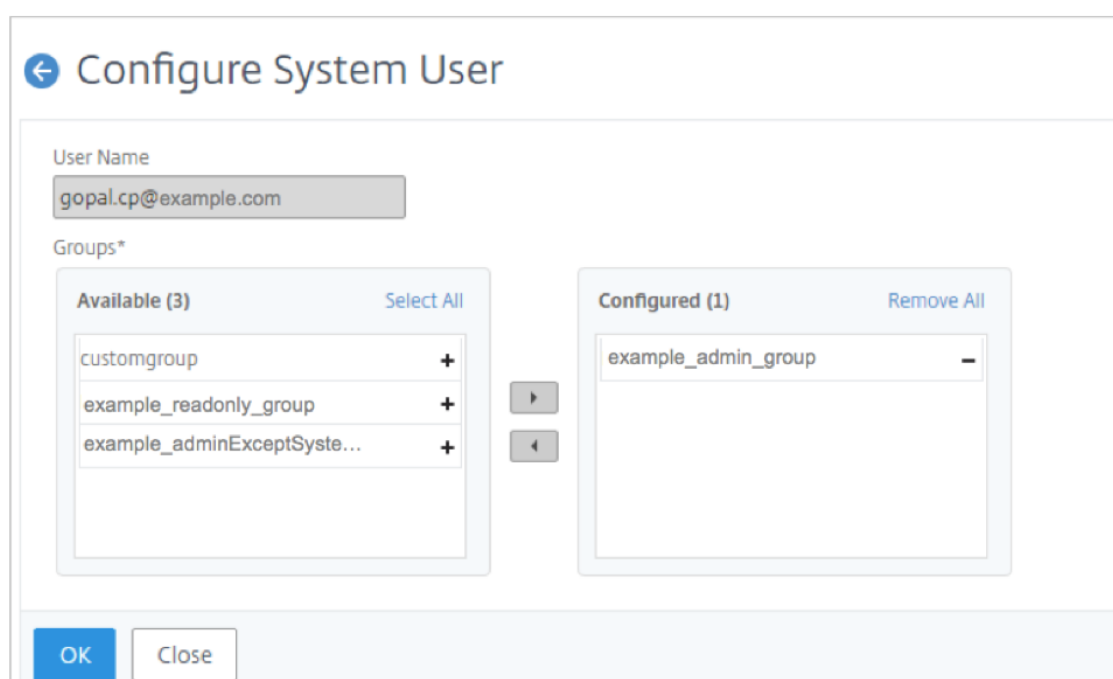 Configure System User
User Name
gopal.cp@example.com
Groups*
Available (3) Select All
customgroup +
example_readonly_group +
example_adminExceptSyste... +
Configured (1) Remove All
example_admin_group −
OK Close